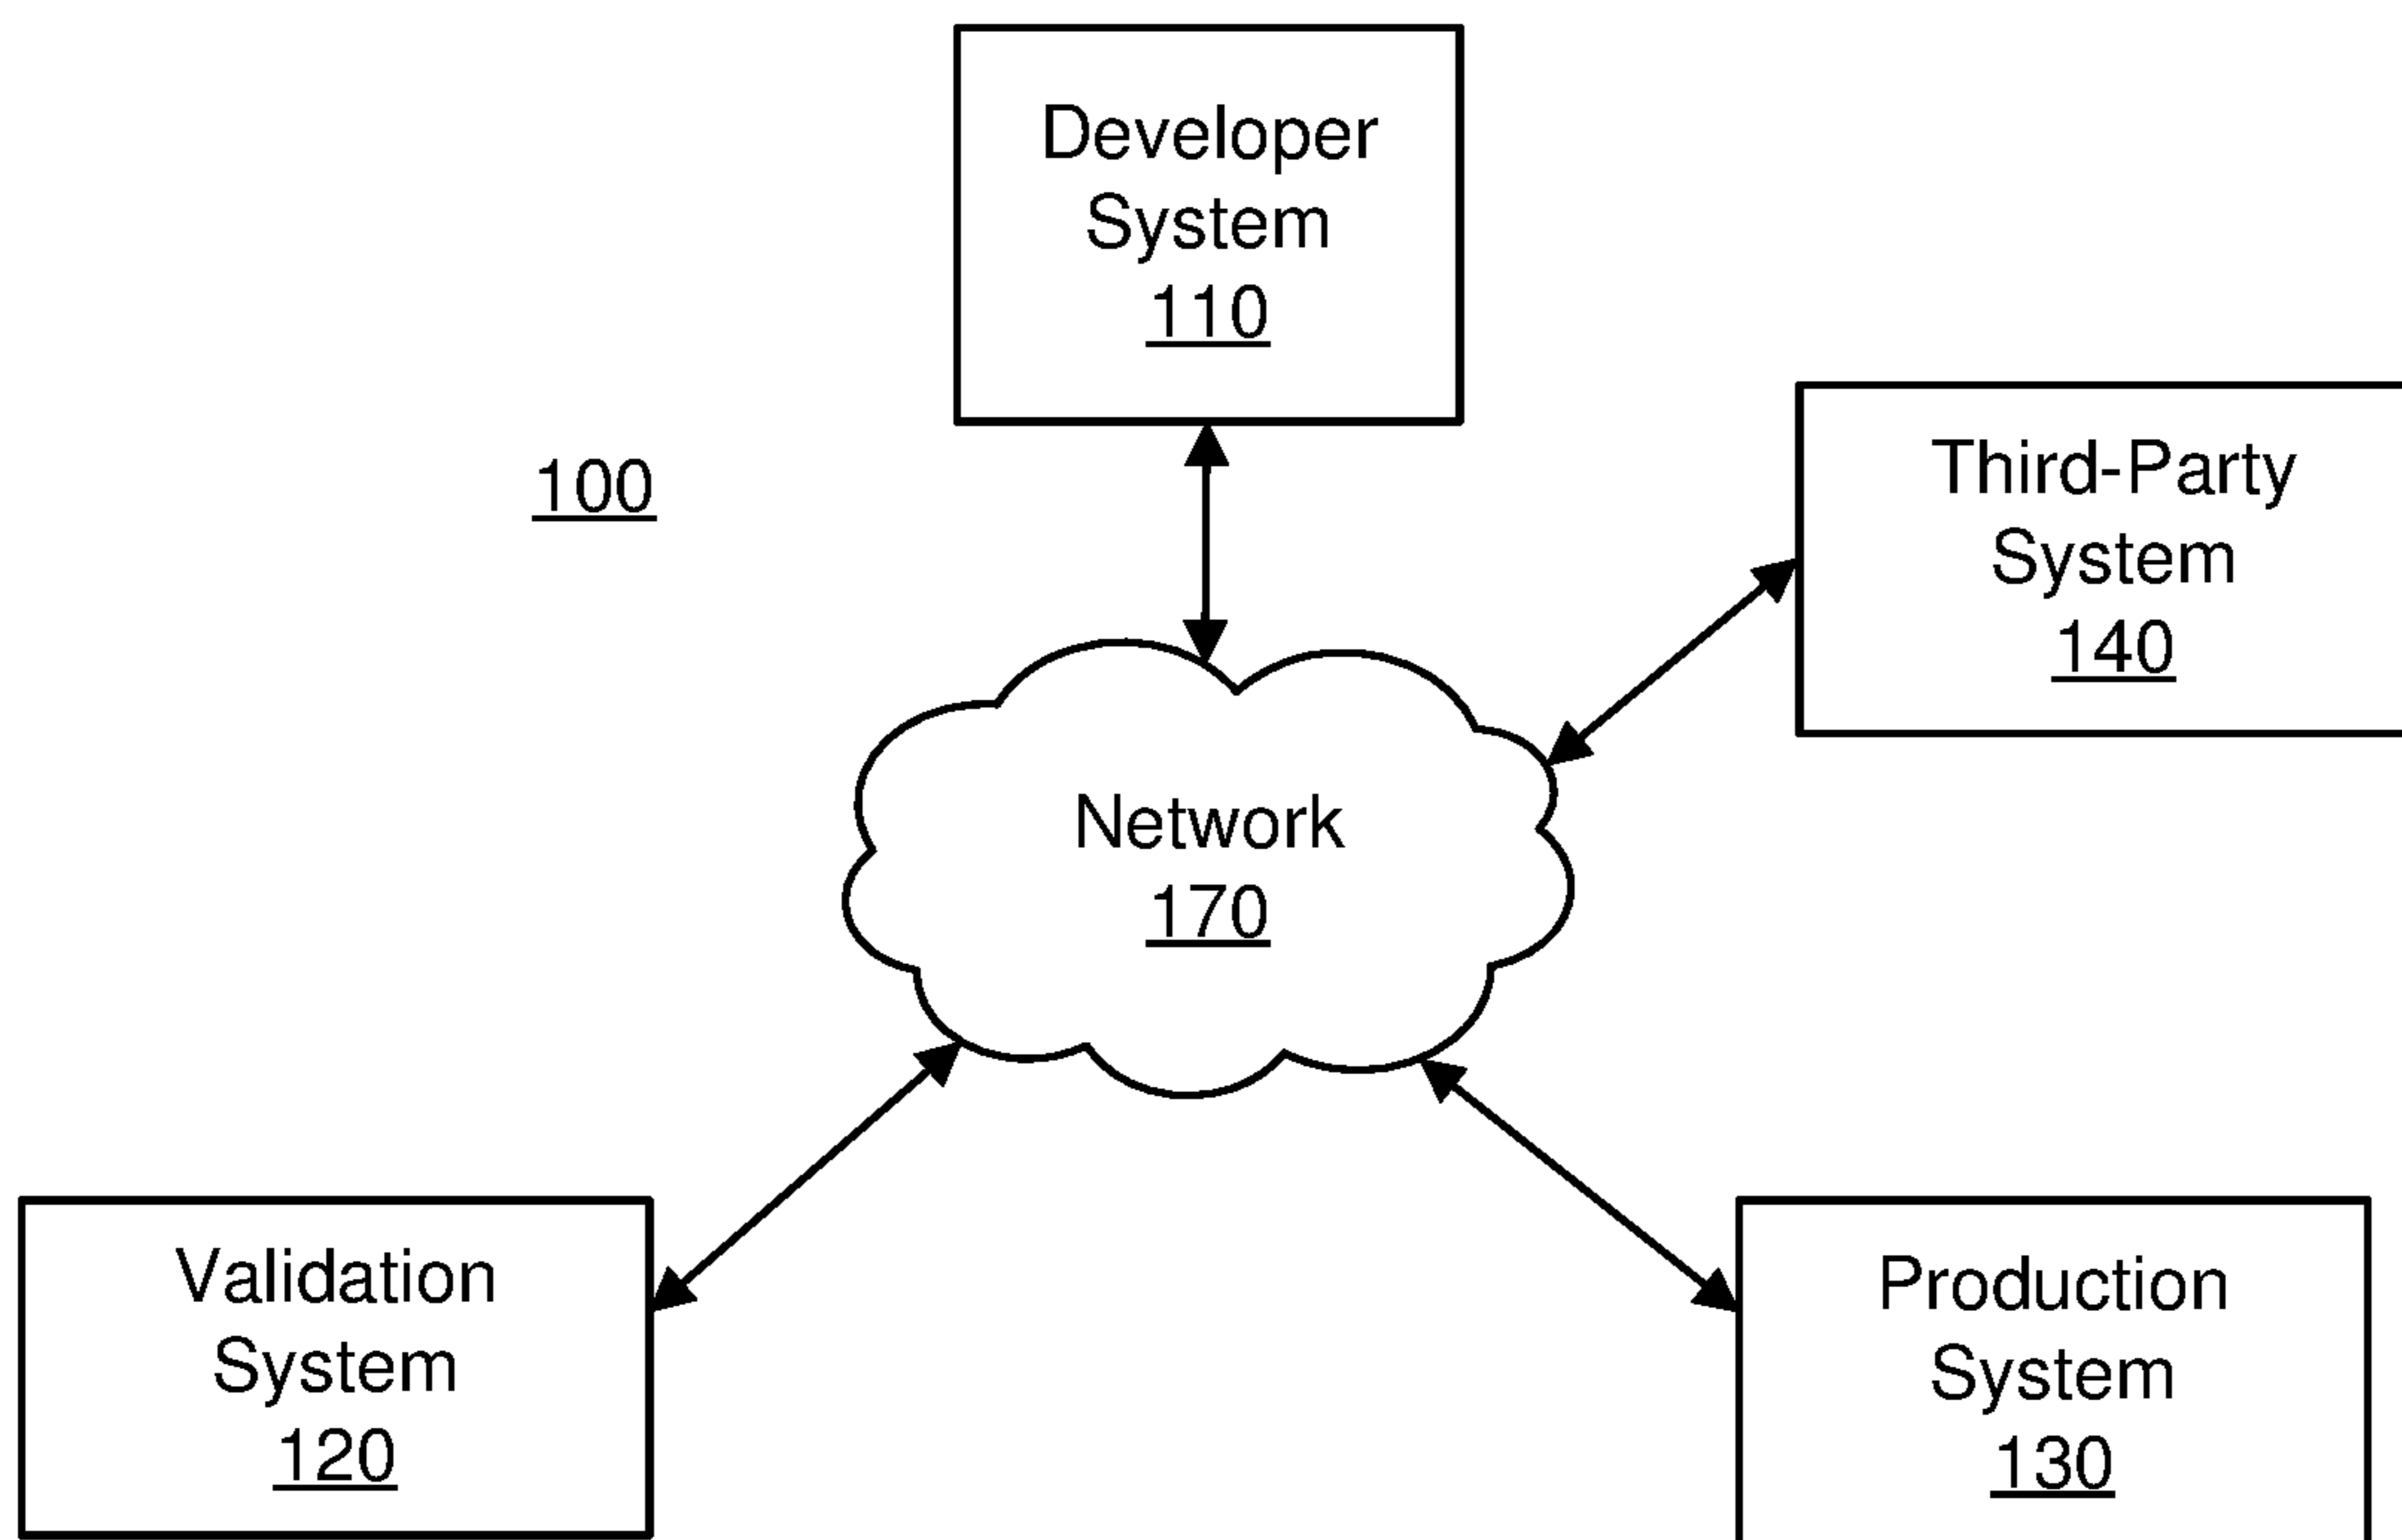 Developer
System
110
100
Third-Party
System
140
Network
170
Validation
System
120
Production
System
130